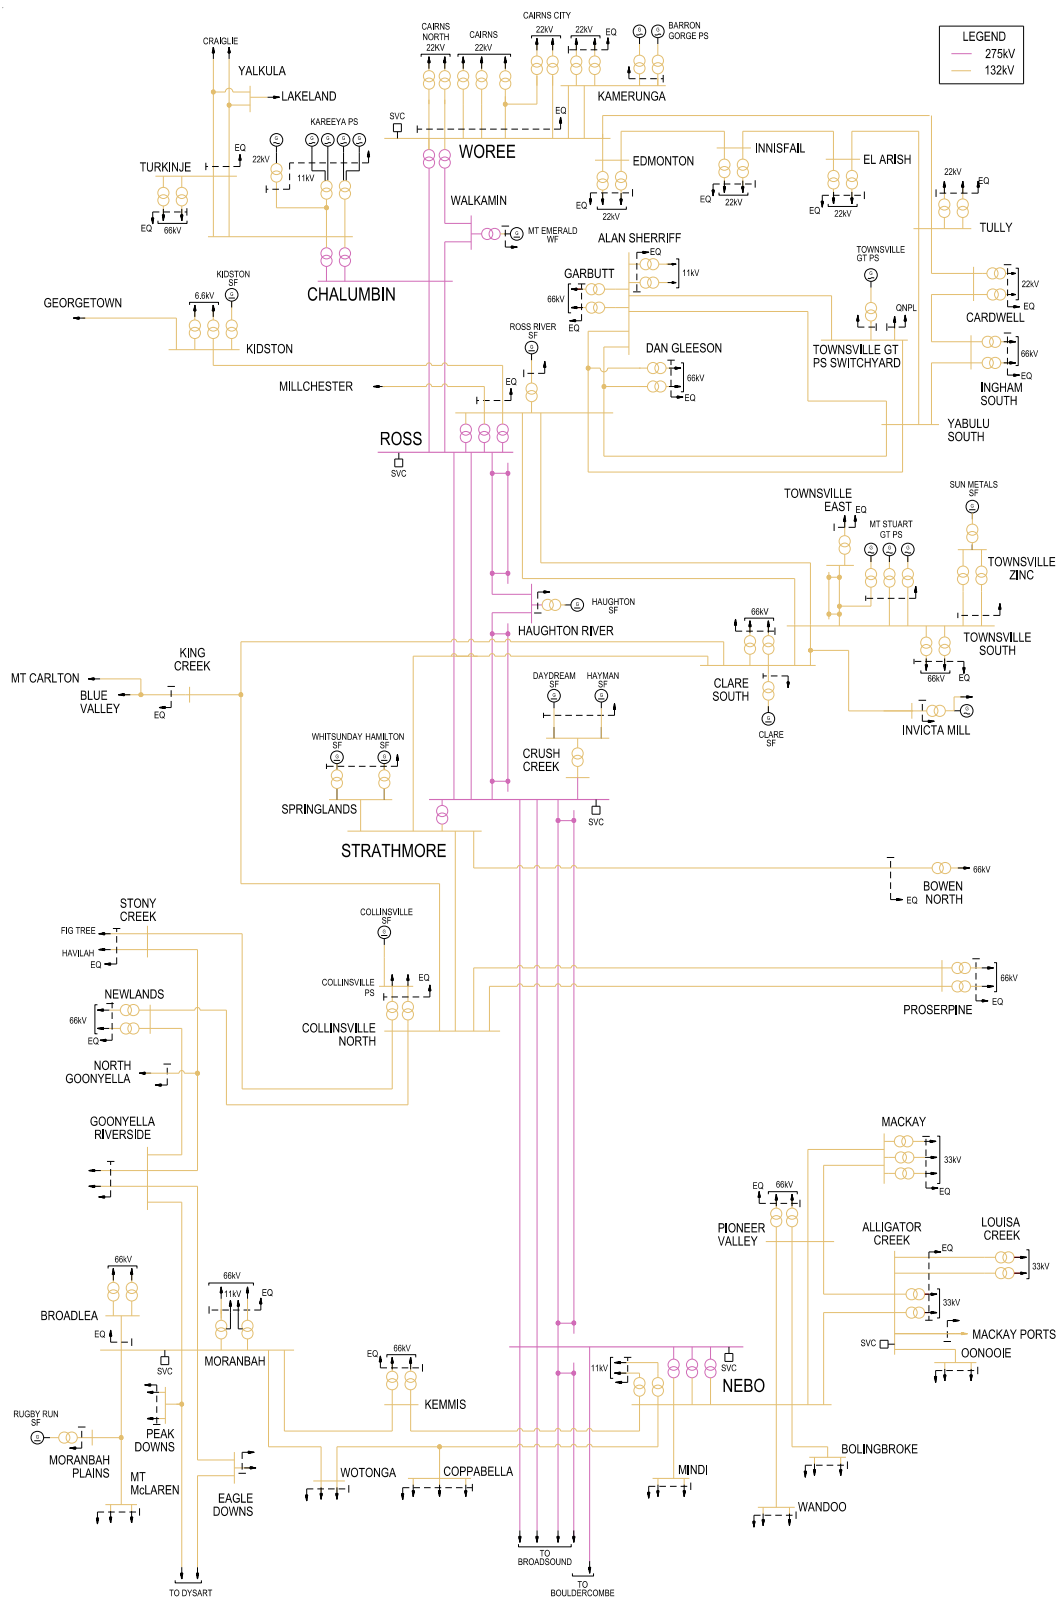 LEGEND
275kV
132kV
CRAIGLIE
YALKULA
LAKELAND
TURKINJE
EQ
EQ
66kV
22kV
KAREEYA PS
11kV
EQ
CHALUMBIN
CAIRNS
NORTH
22KV
CAIRNS
22kV
CAIRNS CITY
22kV
22kV
EQ
BARRON
GORGE PS
KAMERUNGA
SVC
EQ
WOREE
WALKAMIN
MT EMERALD
WF
EDMONTON
EQ
22kV
INNISFAIL
EQ
22kV
EL ARISH
EQ
22kV
22kV
EQ
TULLY
22kV
EQ
CARDWELL
66kV
EQ
INGHAM
SOUTH
YABULU
SOUTH
ALAN SHERRIFF
EQ
11kV
GARBUTT
66kV
EQ
TOWNSVILLE
GT PS
QNPL
TOWNSVILLE GT
PS SWITCHYARD
DAN GLEESON
66kV
EQ
ROSS RIVER
SF
KIDSTON
SF
6.6kV
GEORGETOWN
KIDSTON
MILLCHESTER
EQ
ROSS
SVC
TOWNSVILLE
EAST
EQ
MT STUART
GT PS
SUN METALS
SF
TOWNSVILLE
ZINC
TOWNSVILLE
SOUTH
66kV
EQ
HAUGHTON
SF
HAUGHTON RIVER
66kV
CLARE
SOUTH
CLARE
SF
INVICTA MILL
KING
CREEK
MT CARLTON
BLUE
VALLEY
EQ
DAYDREAM
SF
HAYMAN
SF
CRUSH
CREEK
WHITSUNDAY
SF
HAMILTON
SF
SPRINGLANDS
SVC
STRATHMORE
66kV
EQ
BOWEN
NORTH
STONY
CREEK
FIG TREE
HAVILAH
EQ
COLLINSVILLE
SF
EQ
COLLINSVILLE
PS
COLLINSVILLE
NORTH
66kV
EQ
PROSERPINE
NEWLANDS
66kV
EQ
NORTH
GOONYELLA
GOONYELLA
RIVERSIDE
MACKAY
33kV
EQ
EQ
66kV
PIONEER
VALLEY
ALLIGATOR
CREEK
LOUISA
CREEK
EQ
33kV
33kV
MACKAY PORTS
SVC
OONOOIE
66kV
BROADLEA
EQ
66kV
11kV
EQ
SVC
MORANBAH
EQ
66kV
KEMMIS
11kV
SVC
NEBO
RUGBY RUN
SF
MORANBAH
PLAINS
PEAK
DOWNS
MT
McLAREN
EAGLE
DOWNS
WOTONGA
COPPABELLA
MINDI
BOLINGBROKE
WANDOO
TO DYSART
TO
BROADSOUND
TO
BOULDERCOMBE